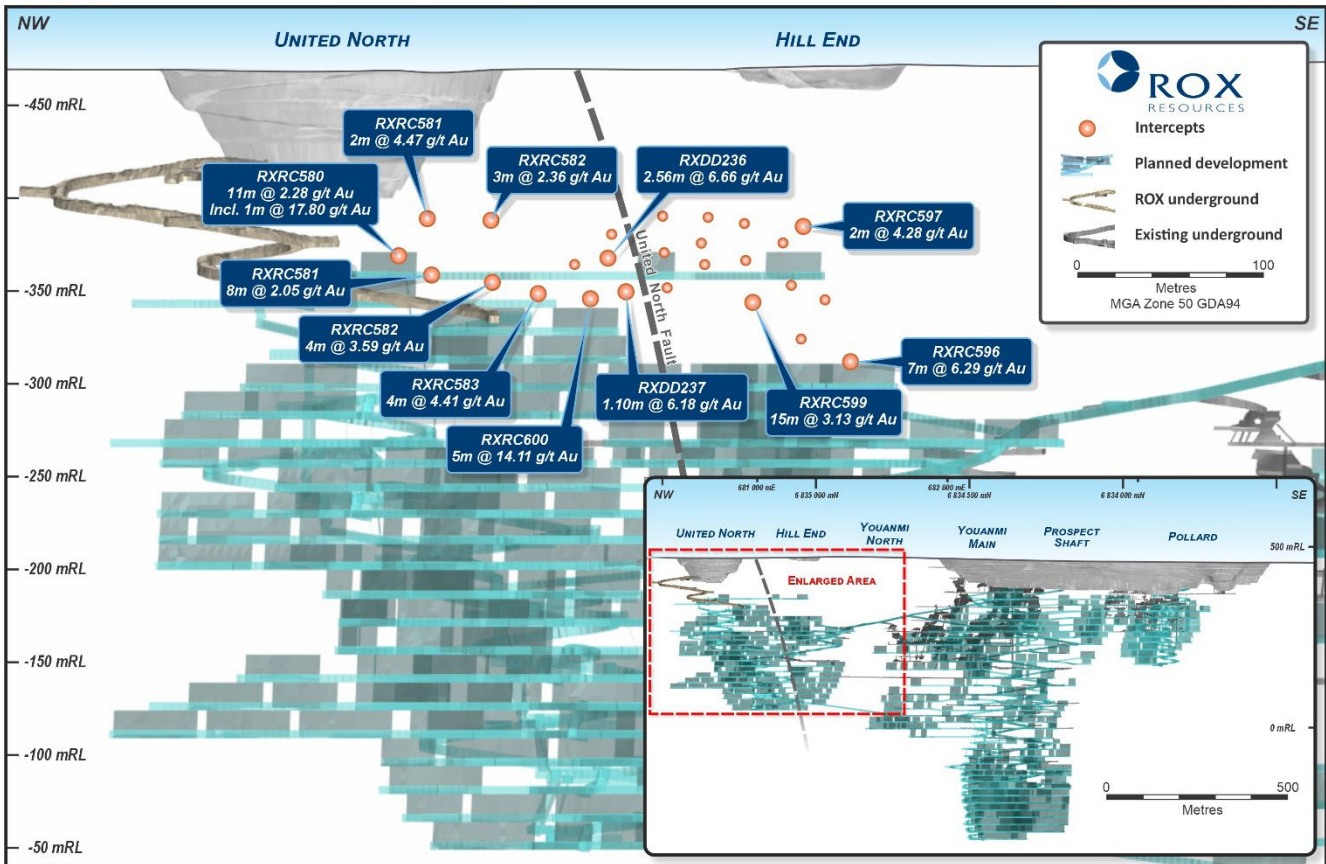 NW
SE
UNITED NORTH
HILL END
-450 mRL
-350 mRL
-300 mRL
-250 mRL
-200 mRL
-150 mRL
-100 mRL
-50 mRL
RXRC581
2m @ 4.47 g/t Au
RXRC582
3m @ 2.36 g/t Au
RXDD236
2.56m @ 6.66 g/t Au
RXRC580
11m @ 2.28 g/t Au
Incl. 1m @ 17.80 g/t Au
RXRC597
2m @ 4.28 g/t Au
RXRC581
8m @ 2.05 g/t Au
RXRC582
4m @ 3.59 g/t Au
RXRC583
4m @ 4.41 g/t Au
RXRC600
5m @ 14.11 g/t Au
RXDD237
1.10m @ 6.18 g/t Au
RXRC599
15m @ 3.13 g/t Au
RXRC596
7m @ 6.29 g/t Au
United North Fault
ROX
RESOURCES
Intercepts
Planned development
ROX underground
Existing underground
0 100
Metres
MGA Zone 50 GDA94
NW
681 000 mE
6 835 000 mN
682 000 mE
6 834 500 mN
6 834 000 mN
SE
UNITED NORTH
HILL END
YOUANMI
NORTH
YOUANMI
MAIN
PROSPECT
SHAFT
POLLARD
500 mRL
ENLARGED AREA
0 mRL
0 500
Metres